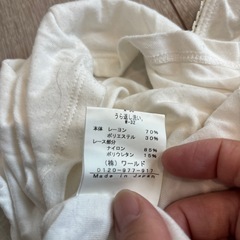 うら返し洗い
本体 レーヨン 70%
ポリエステル 30%
レース部分
ナイロン 85%
ポリウレタン 15%
(株)ワールド
0120-977-917
Made in Japan